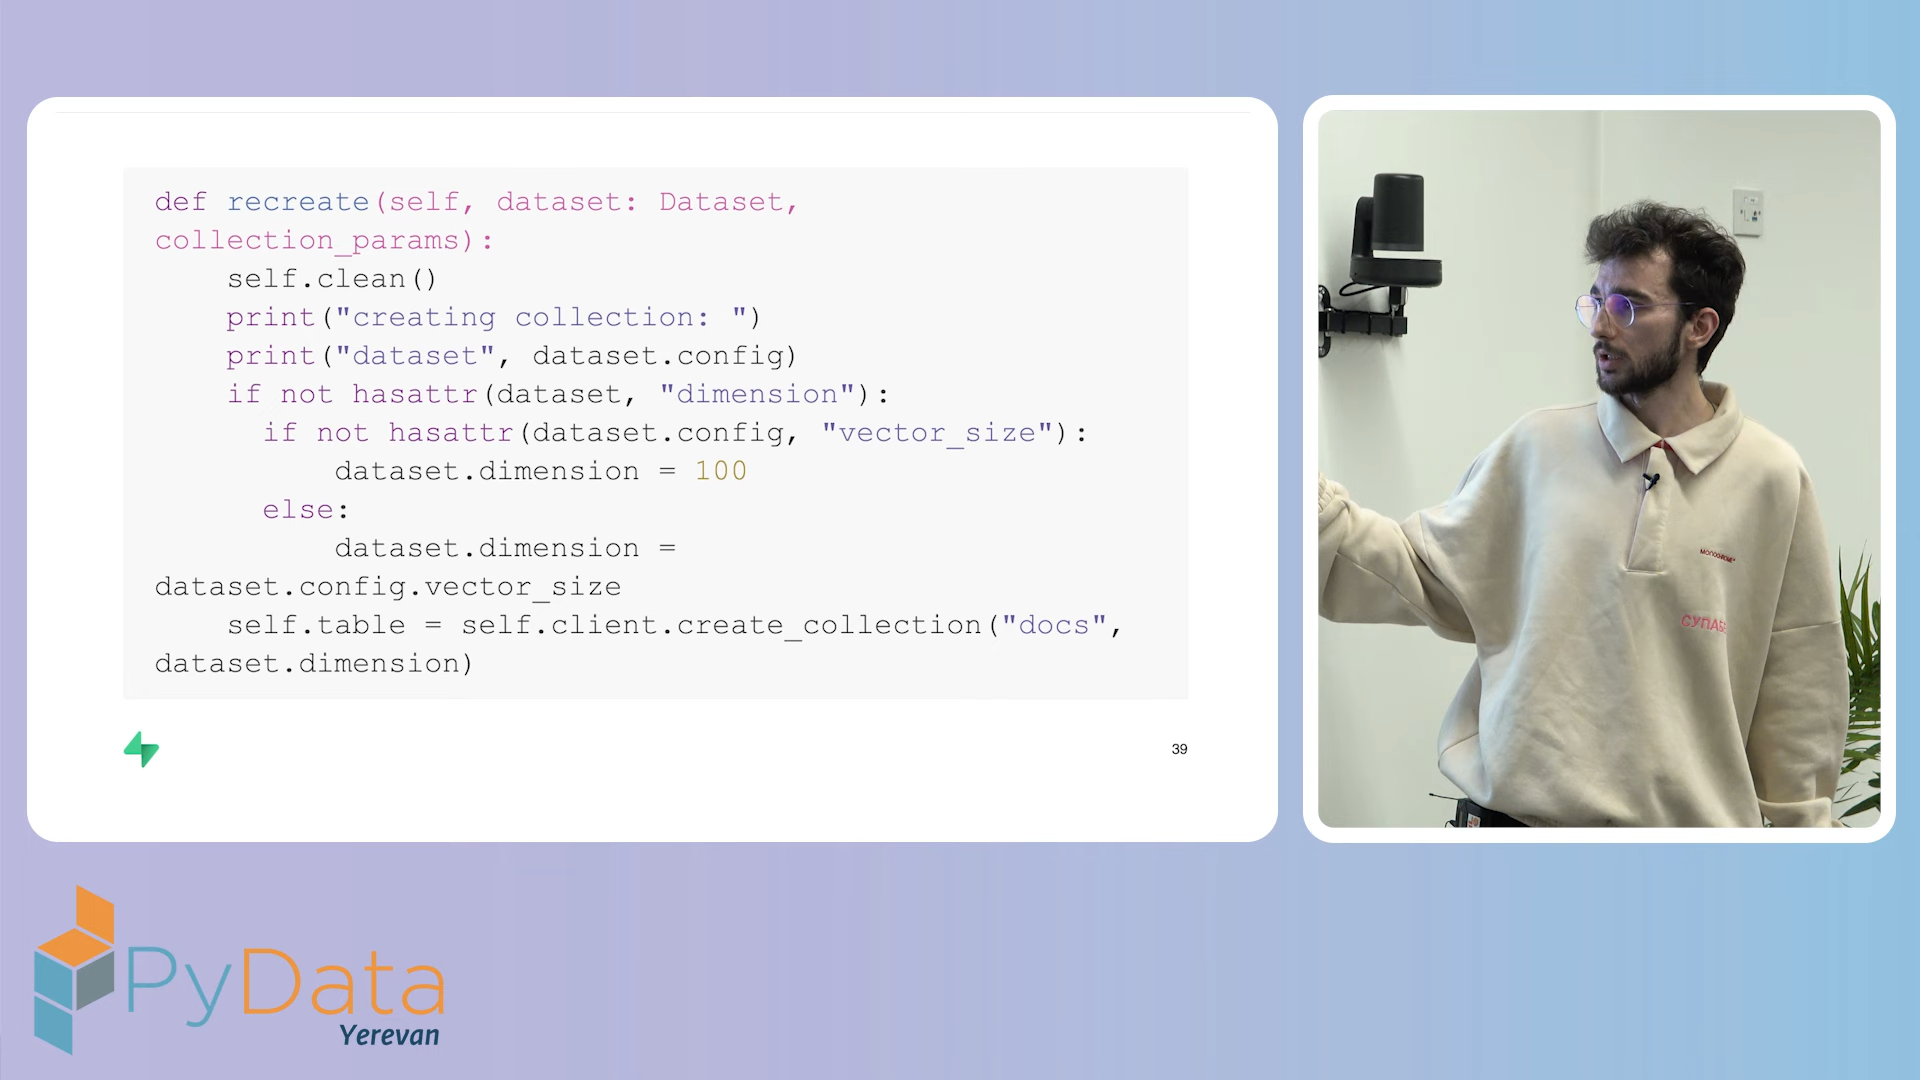 def recreate(self, dataset: Dataset,
collection_params):
    self.clean()
    print("creating collection: ")
    print("dataset", dataset.config)
    if not hasattr(dataset, "dimension"):
      if not hasattr(dataset.config, "vector_size"):
          dataset.dimension = 100
      else:
          dataset.dimension =
dataset.config.vector_size
    self.table = self.client.create_collection("docs",
dataset.dimension)
39
PyData
Yerevan